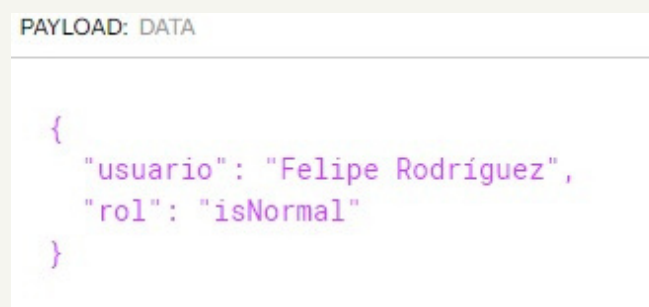 PAYLOAD: DATA
{
"usuario": "Felipe Rodríguez",
"rol": "isNormal"
}